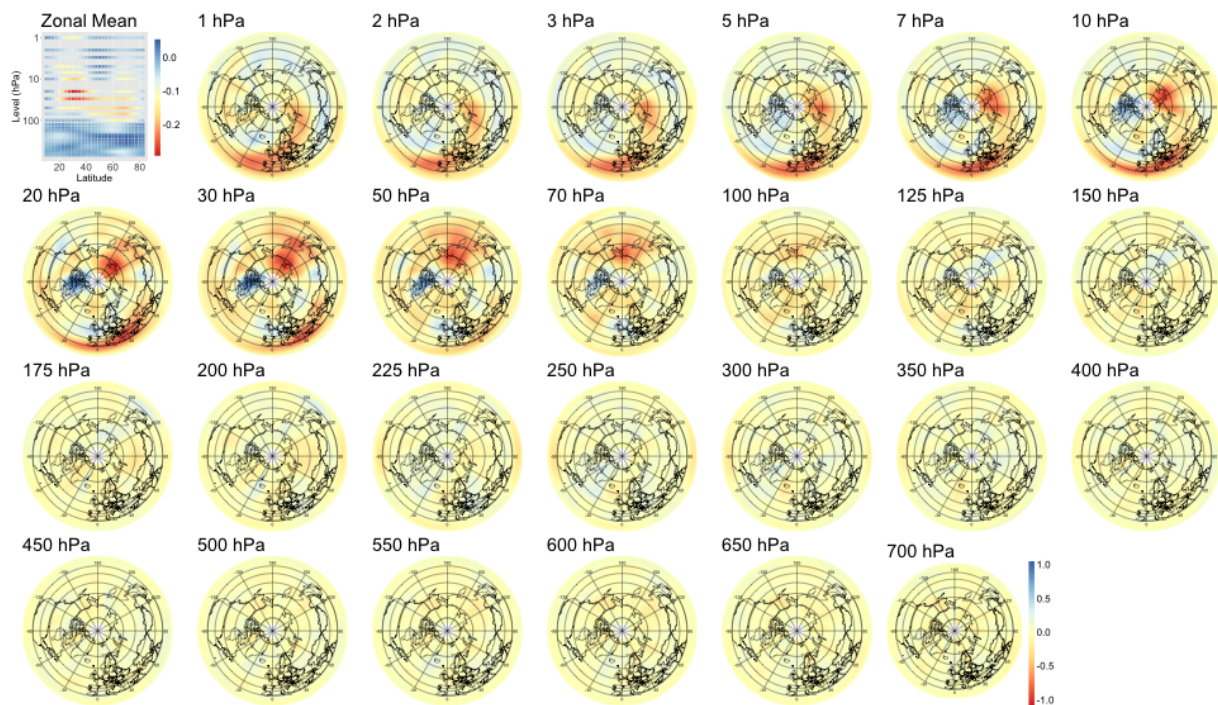 Zonal Mean
1 hPa
2 hPa
3 hPa
5 hPa
7 hPa
10 hPa
Level (hPa)
1
10
100
20 40 60 80
Latitude
0.0
-0.1
-0.2
20 hPa
30 hPa
50 hPa
70 hPa
100 hPa
125 hPa
150 hPa
175 hPa
200 hPa
225 hPa
250 hPa
300 hPa
350 hPa
400 hPa
450 hPa
500 hPa
550 hPa
600 hPa
650 hPa
700 hPa
1.0
0.5
0.0
-0.5
-1.0